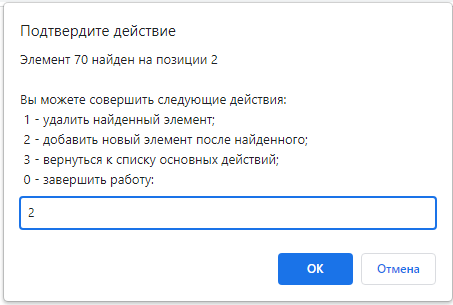 Подтвердите действие
Элемент 70 найден на позиции 2
Вы можете совершить следующие действия:
1 - удалить найденный элемент;
2 - добавить новый элемент после найденного;
3 - вернуться к списку основных действий;
0 - завершить работу:
2
ОК Отмена